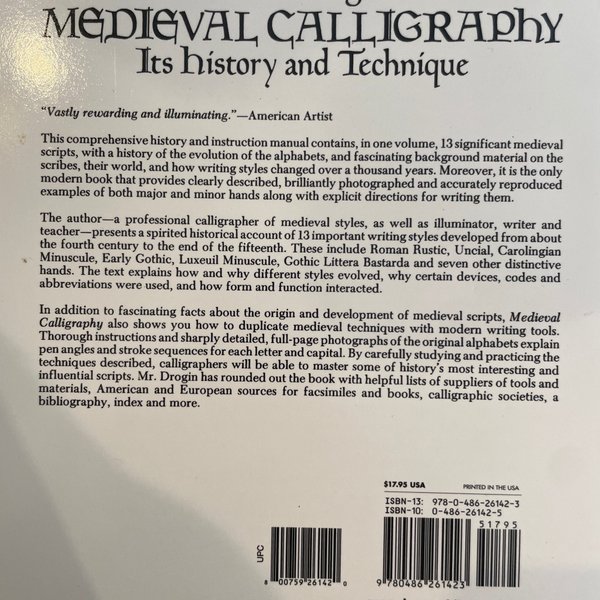 MEDIEVAL CALLIGRAPHY
Its History and Technique
“Vastly rewarding and illuminating.”—American Artist
This comprehensive history and instruction manual contains, in one volume, 13 significant medieval
scripts, with a history of the evolution of the alphabets, and fascinating background material on the
scribes, their world, and how writing styles changed over a thousand years. Moreover, it is the only
modern book that provides clearly described, brilliantly photographed and accurately reproduced
examples of both major and minor hands along with explicit directions for writing them.
The author—a professional calligrapher of medieval styles, as well as illuminator, writer and
teacher—presents a spirited historical account of 13 important writing styles developed from about
the fourth century to the end of the fifteenth. These include Roman Rustic, Uncial, Carolingian
Minuscule, Early Gothic, Luxeuil Minuscule, Gothic Littera Bastarda and seven other distinctive
hands. The text explains how and why different styles evolved, why certain devices, codes and
abbreviations were used, and how form and function interacted.
In addition to fascinating facts about the origin and development of medieval scripts, Medieval
Calligraphy also shows you how to duplicate medieval techniques with modern writing tools.
Thorough instructions and sharply detailed, full-page photographs of the original alphabets explain
pen angles and stroke sequences for each letter and capital. By carefully studying and practicing the
techniques described, calligraphers will be able to master some of history's most interesting and
influential scripts. Mr. Drogin has rounded out the book with helpful lists of suppliers of tools and
materials, American and European sources for facsimiles and books, calligraphic societies, a
bibliography, index and more.
$17.95 USA PRINTED IN THE USA
ISBN-13: 978-0-486-26142-3
ISBN-10: 0-486-26142-5
51795
UPC
8 00759 26142 0
9 780486 261423